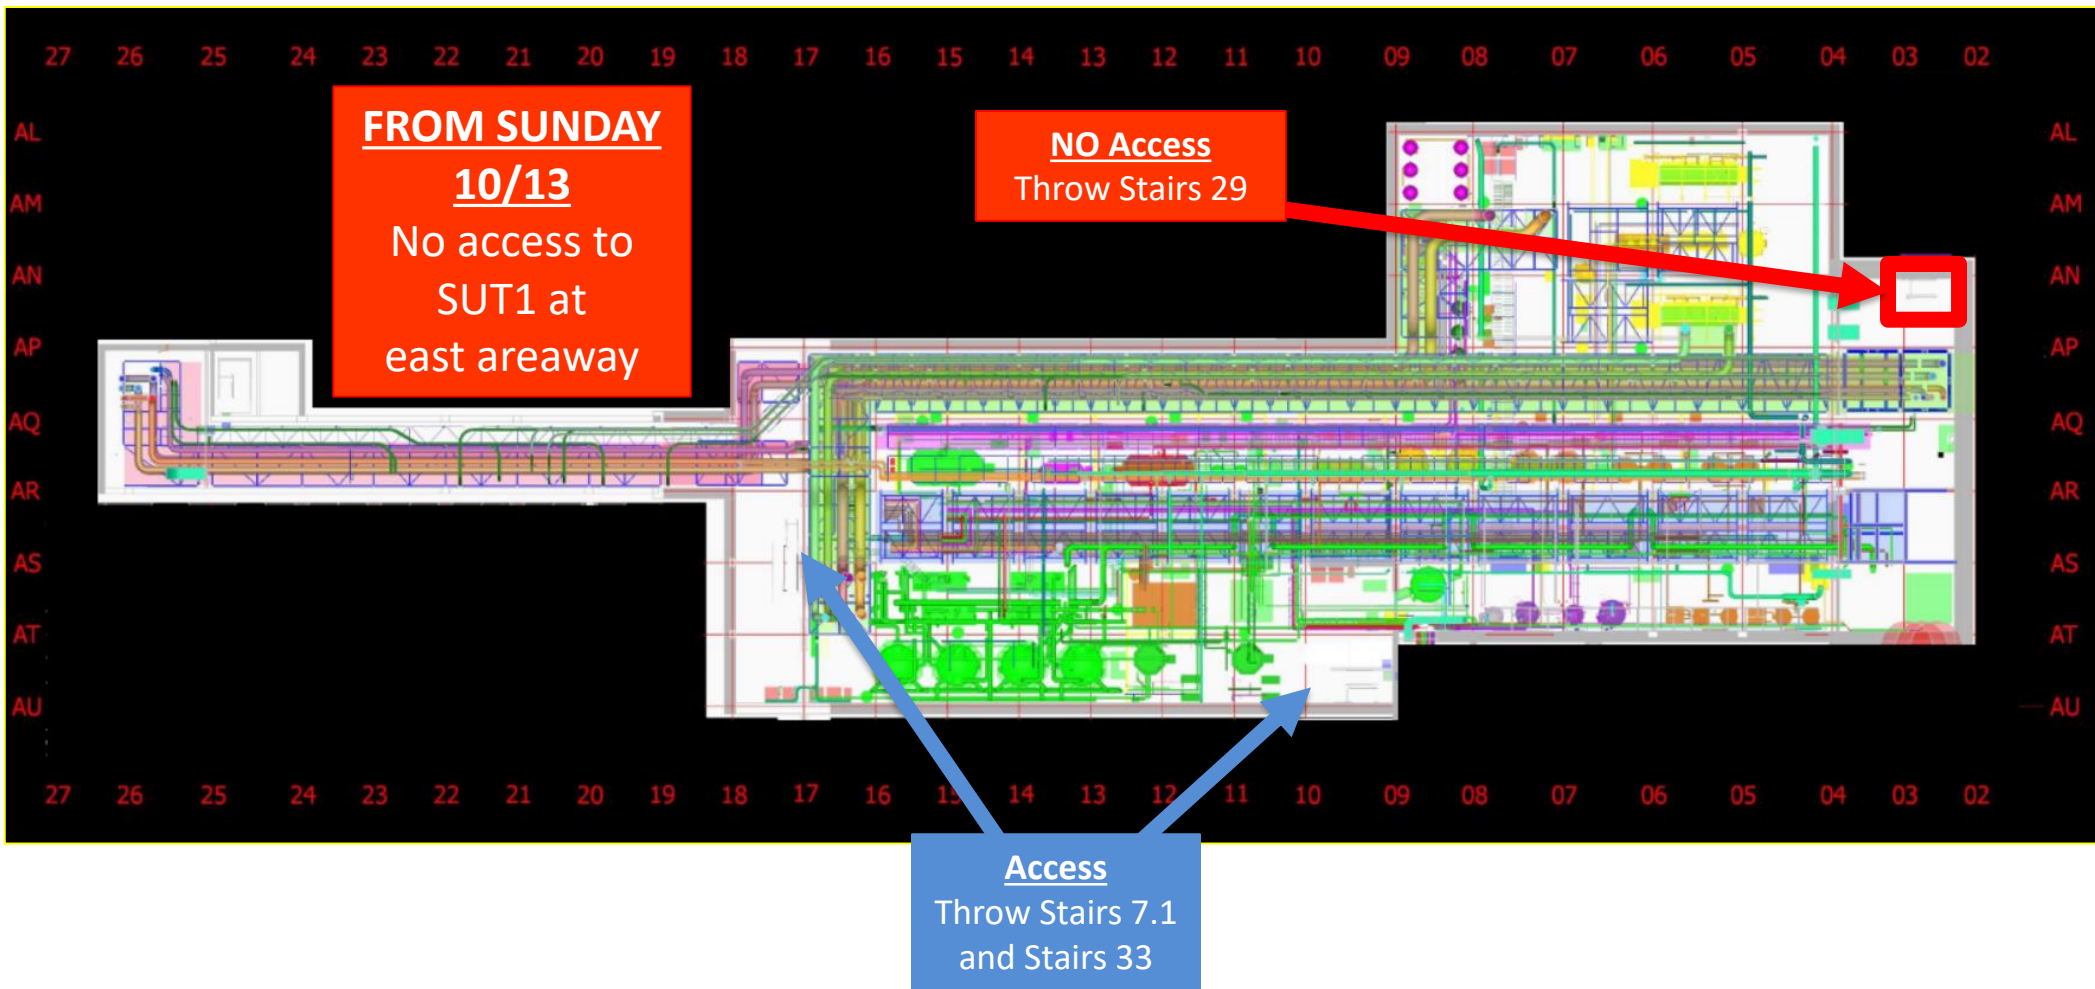 27 26 25 24 23 22 21 20 19 18 17 16 15 14 13 12 11 10 09 08 07 06 05 04 03 02
FROM SUNDAY
10/13
No access to
SUT1 at
east areaway
NO Access
Throw Stairs 29
AL AL
AM AM
AN AN
AP AP
AQ AQ
AR AR
AS AS
AT AT
AU AU
27 26 25 24 23 22 21 20 19 18 17 16 15 14 13 12 11 10 09 08 07 06 05 04 03 02
Access
Throw Stairs 7.1
and Stairs 33